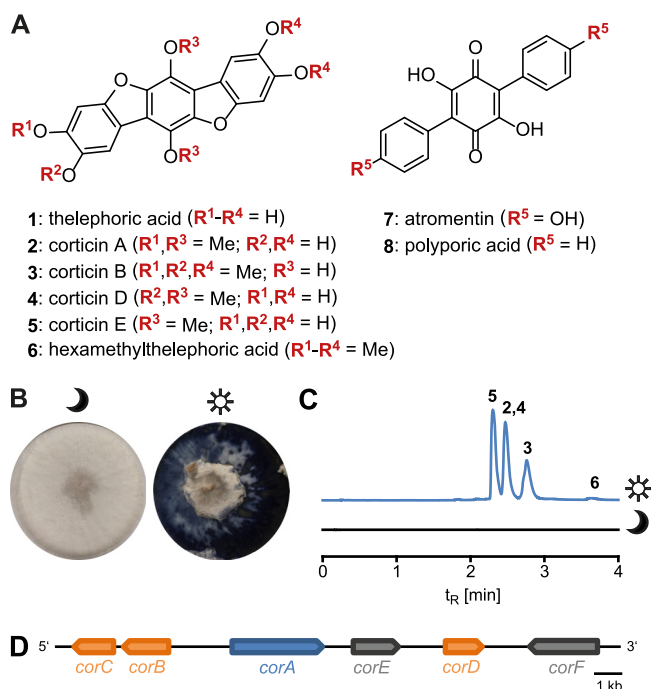 A
OR³
OR⁴
OR⁴
O
R¹O
O
R²O
OR³
O
HO
R⁵
OH
R⁵
O
1: thelephoric acid (R¹-R⁴ = H)
2: corticin A (R¹,R³ = Me; R²,R⁴ = H)
3: corticin B (R¹,R²,R⁴ = Me; R³ = H)
4: corticin D (R²,R³ = Me; R¹,R⁴ = H)
5: corticin E (R³ = Me; R¹,R²,R⁴ = H)
6: hexamethylthelephoric acid (R¹-R⁴ = Me)
7: atromentin (R⁵ = OH)
8: polyporic acid (R⁵ = H)
B
C
5
2,4
3
6
0 1 2 3 4
tR [min]
D
5‘
3‘
corC corB corA corE corD corF
1 kb